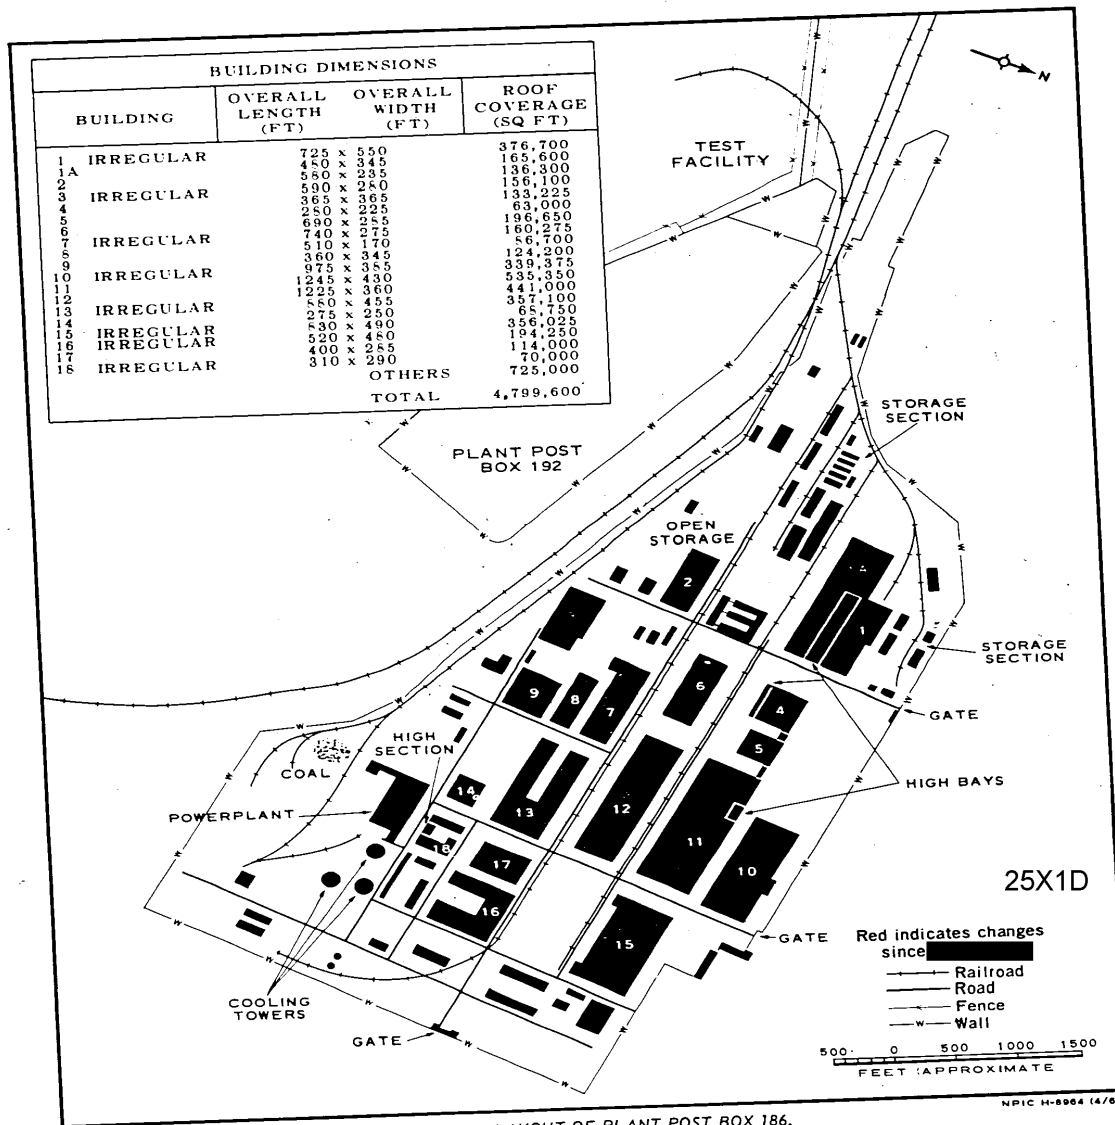 BUILDING DIMENSIONS
BUILDING OVERALL LENGTH (FT) OVERALL WIDTH (FT) ROOF COVERAGE (SQ FT)
1 IRREGULAR 725 x 550 376,700
1A 480 x 345 165,600
2 580 x 235 136,300
3 IRREGULAR 590 x 280 156,100
4 365 x 365 133,225
5 280 x 225 63,000
6 690 x 285 196,650
7 IRREGULAR 740 x 275 160,275
8 510 x 170 86,700
9 360 x 345 124,200
10 IRREGULAR 975 x 385 339,375
11 1245 x 430 535,350
12 1225 x 360 441,000
13 IRREGULAR 880 x 455 357,100
14 275 x 250 68,750
15 IRREGULAR 830 x 490 356,025
16 IRREGULAR 520 x 480 194,250
17 400 x 285 114,000
18 IRREGULAR 310 x 290 70,000
OTHERS 725,000
TOTAL 4,799,600
N
TEST
FACILITY
STORAGE
SECTION
PLANT POST
BOX 192
OPEN
STORAGE
2
1
STORAGE
SECTION
6
9
8
7
4
GATE
5
HIGH
SECTION
COAL
HIGH BAYS
14
POWERPLANT
13
12
11
18
17
10
16
15
GATE
COOLING
TOWERS
GATE
25X1D
Red indicates changes
since
Railroad
Road
Fence
Wall
500 0 500 1000 1500
FEET (APPROXIMATE
NPIC H-8964 (4/6
OF PLANT POST BOX 186.